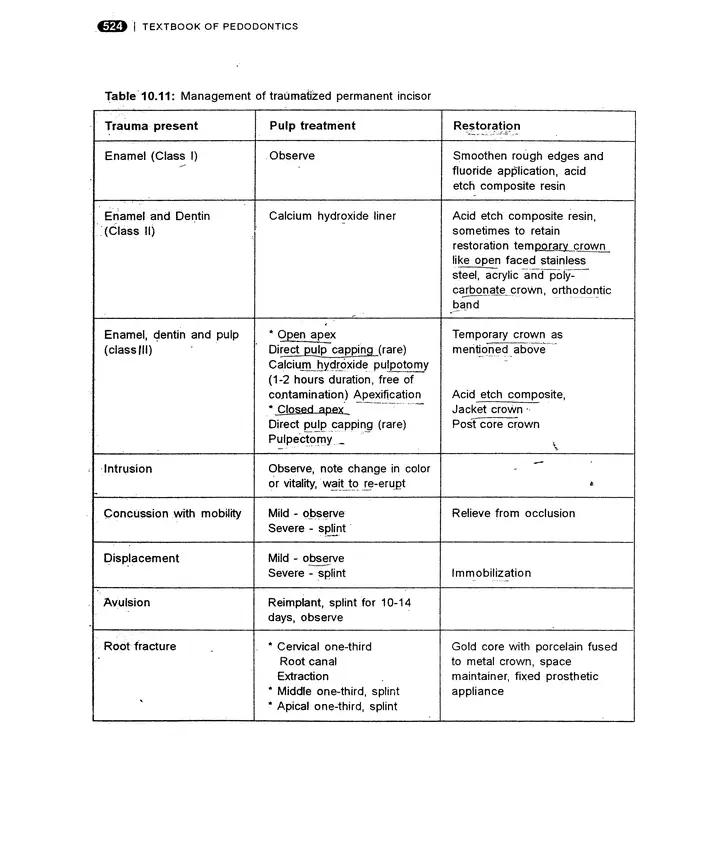 524 | TEXTBOOK OF PEDODONTICS
Table 10.11: Management of traumatized permanent incisor
Trauma present
Pulp treatment
Restoration
Enamel (Class I)
Observe
Smoothen rough edges and
fluoride application, acid
etch composite resin
Enamel and Dentin
(Class II)
Calcium hydroxide liner
Acid etch composite resin,
sometimes to retain
restoration temporary crown
like open faced stainless
steel, acrylic and poly-
carbonate crown, orthodontic
band
Enamel, dentin and pulp
(class III)
* Open apex
Direct pulp capping (rare)
Calcium hydroxide pulpotomy
(1-2 hours duration, free of
contamination) Apexification
* Closed apex
Direct pulp capping (rare)
Pulpectomy
Temporary crown as
mentioned above
Acid etch composite,
Jacket crown
Post core crown
Intrusion
Observe, note change in color
or vitality, wait to re-erupt
-
Concussion with mobility
Mild - observe
Severe - splint
Relieve from occlusion
Displacement
Mild - observe
Severe - splint
Immobilization
Avulsion
Reimplant, splint for 10-14
days, observe
Root fracture
* Cervical one-third
Root canal
Extraction
* Middle one-third, splint
* Apical one-third, splint
Gold core with porcelain fused
to metal crown, space
maintainer, fixed prosthetic
appliance